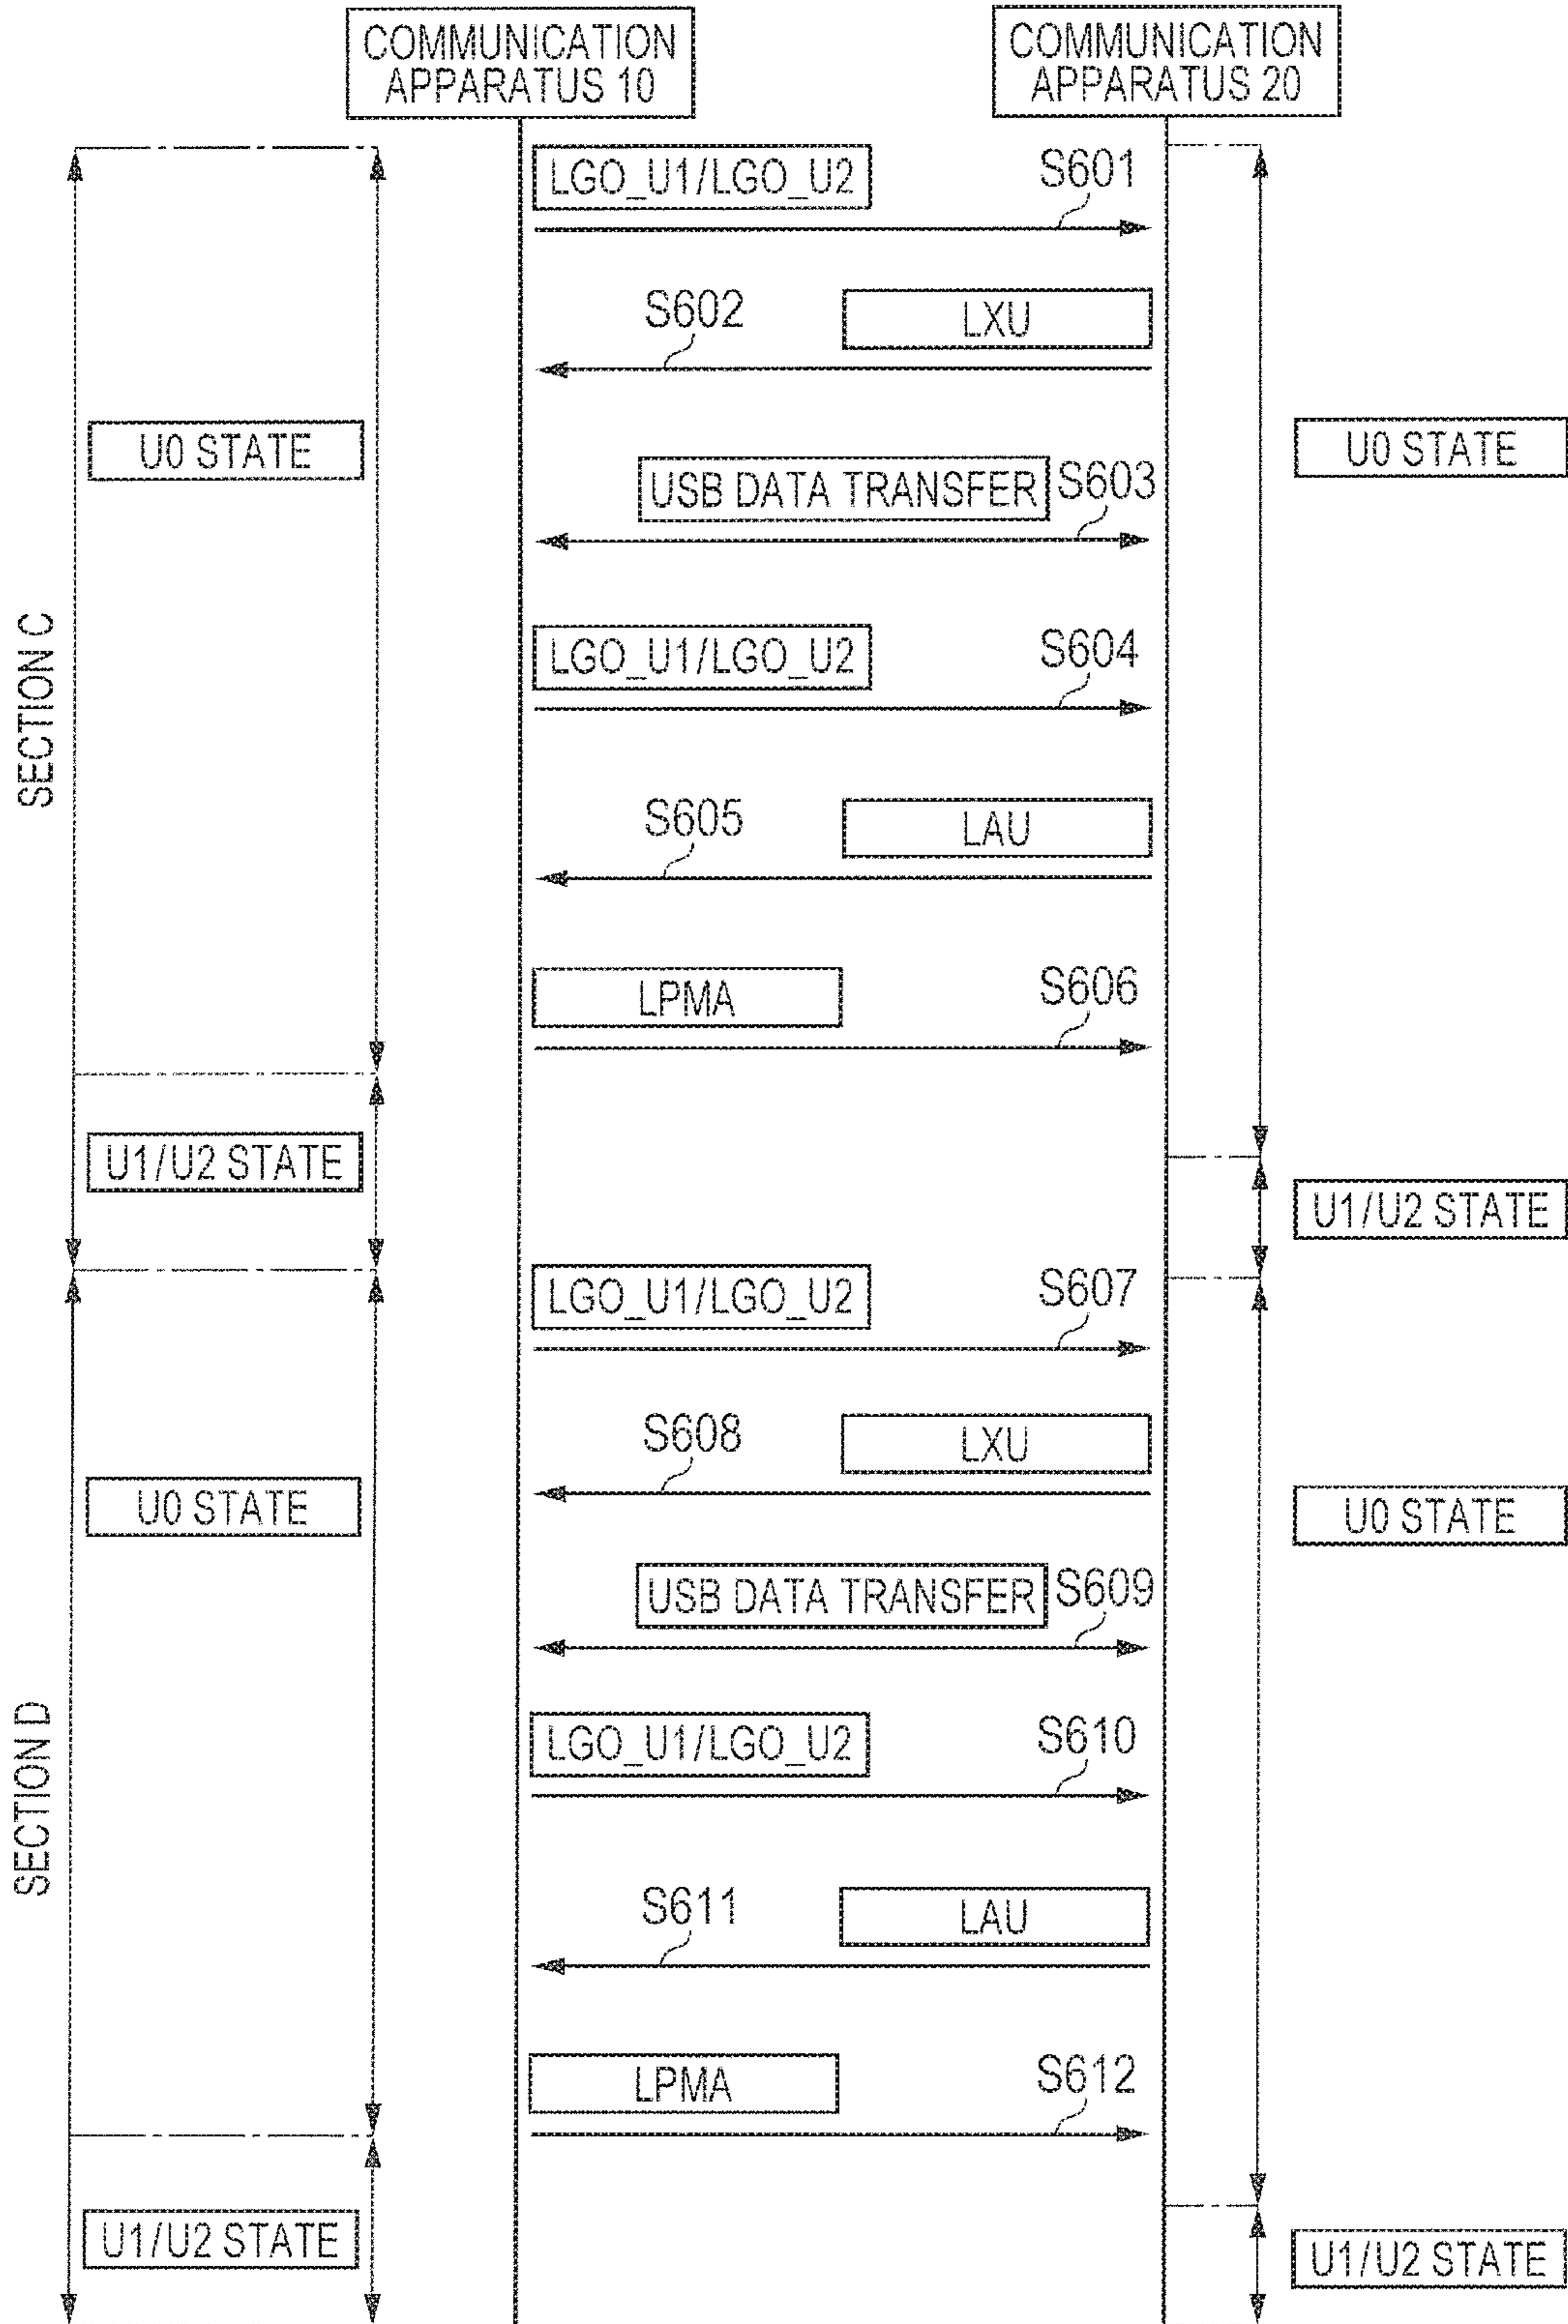 COMMUNICATION
APPARATUS 10
COMMUNICATION
APPARATUS 20
LGO_U1/LGO_U2
S601
S602
LXU
U0 STATE
U0 STATE
USB DATA TRANSFER
S603
SECTION C
LGO_U1/LGO_U2
S604
S605
LAU
LPMA
S606
U1/U2 STATE
U1/U2 STATE
LGO_U1/LGO_U2
S607
S608
LXU
U0 STATE
U0 STATE
USB DATA TRANSFER
S609
SECTION D
LGO_U1/LGO_U2
S610
S611
LAU
LPMA
S612
U1/U2 STATE
U1/U2 STATE